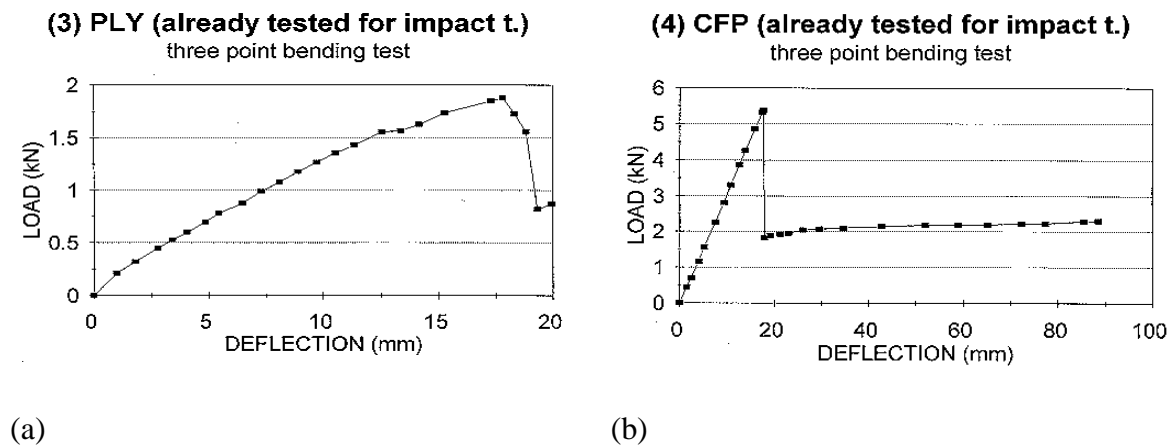 (3) PLY (already tested for impact t.)
three point bending test
2
1.5
1
0.5
0
LOAD (kN)
0 5 10 15 20
DEFLECTION (mm)
(4) CFP (already tested for impact t.)
three point bending test
6
5
4
3
2
1
0
LOAD (kN)
0 20 40 60 80 100
DEFLECTION (mm)
(a)
(b)